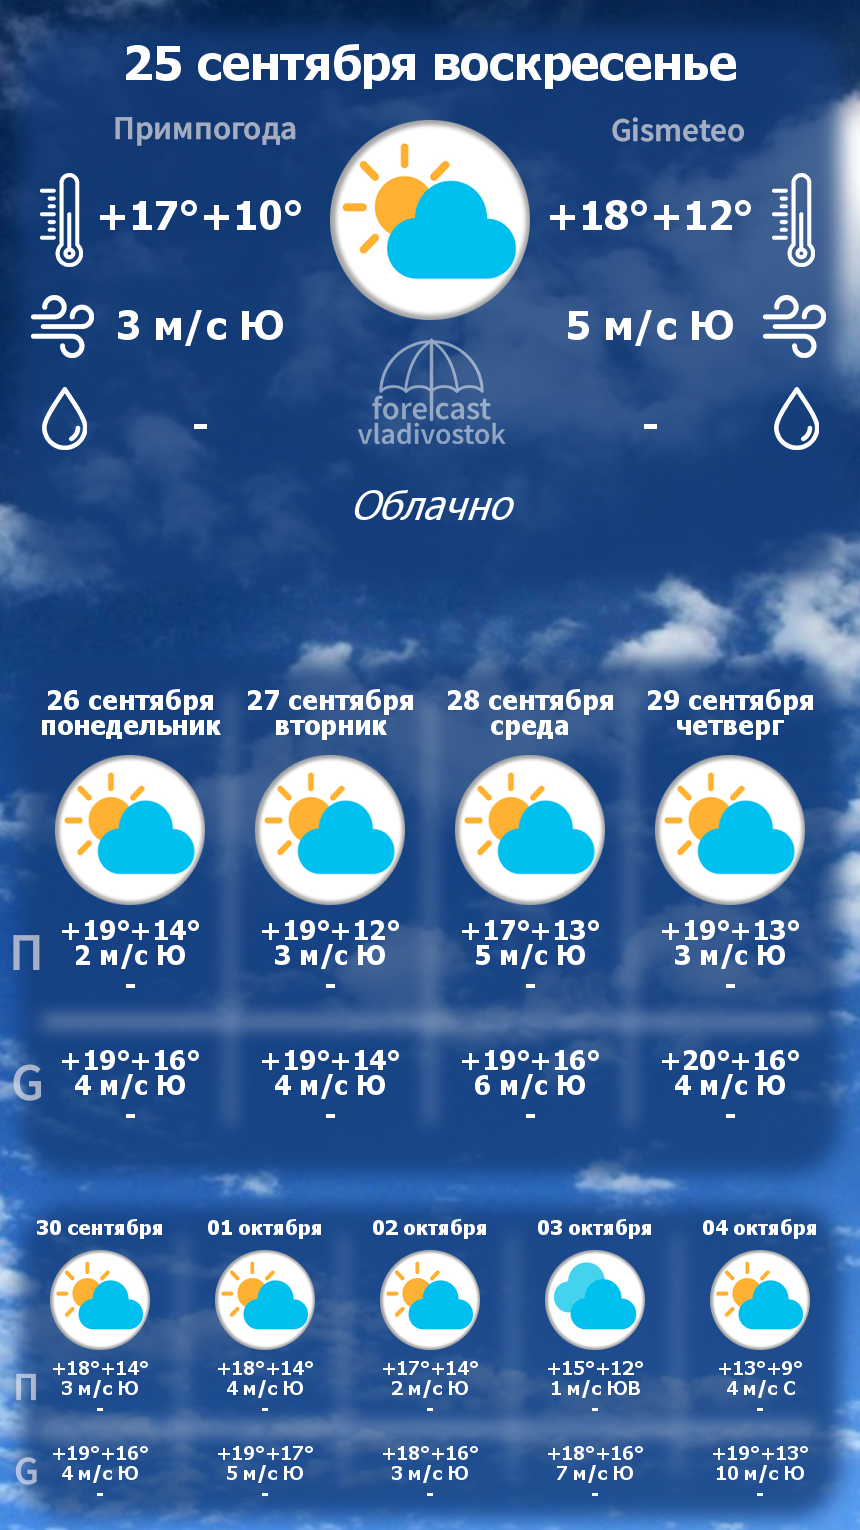 25 сентября воскресенье
Примпогода
Gismeteo
+17°+10°
+18°+12°
3 м/с Ю
5 м/с Ю
-
-
forecast
vladivostok
Облачно
26 сентября
понедельник
27 сентября
вторник
28 сентября
среда
29 сентября
четверг
П
+19°+14°
2 м/с Ю
-
+19°+12°
3 м/с Ю
-
+17°+13°
5 м/с Ю
-
+19°+13°
3 м/с Ю
-
G
+19°+16°
4 м/с Ю
-
+19°+14°
4 м/с Ю
-
+19°+16°
6 м/с Ю
-
+20°+16°
4 м/с Ю
-
30 сентября
01 октября
02 октября
03 октября
04 октября
П
+18°+14°
3 м/с Ю
-
+18°+14°
4 м/с Ю
-
+17°+14°
2 м/с Ю
-
+15°+12°
1 м/с ЮВ
-
+13°+9°
4 м/с С
-
G
+19°+16°
4 м/с Ю
-
+19°+17°
5 м/с Ю
-
+18°+16°
3 м/с Ю
-
+18°+16°
7 м/с Ю
-
+19°+13°
10 м/с Ю
-